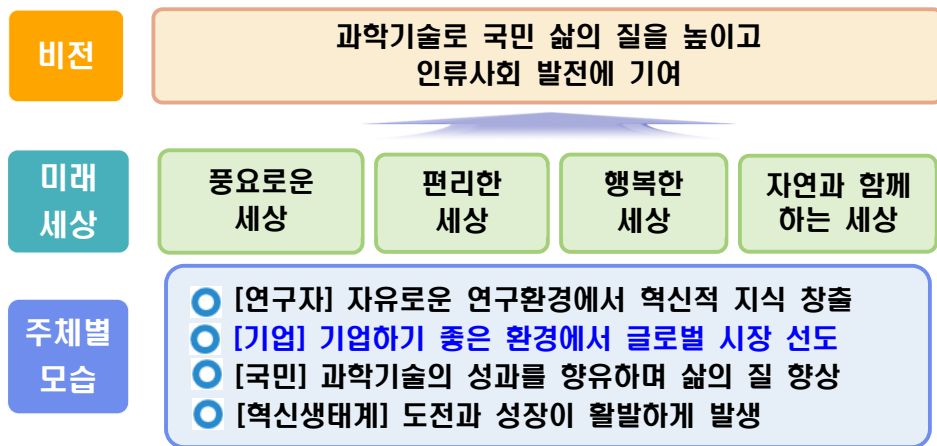 비전
과학기술로 국민 삶의 질을 높이고
인류사회 발전에 기여
미래
세상
풍요로운
세상
편리한
세상
행복한
세상
자연과 함께
하는 세상
주체별
모습
[연구자] 자유로운 연구환경에서 혁신적 지식 창출
[기업] 기업하기 좋은 환경에서 글로벌 시장 선도
[국민] 과학기술의 성과를 향유하며 삶의 질 향상
[혁신생태계] 도전과 성장이 활발하게 발생